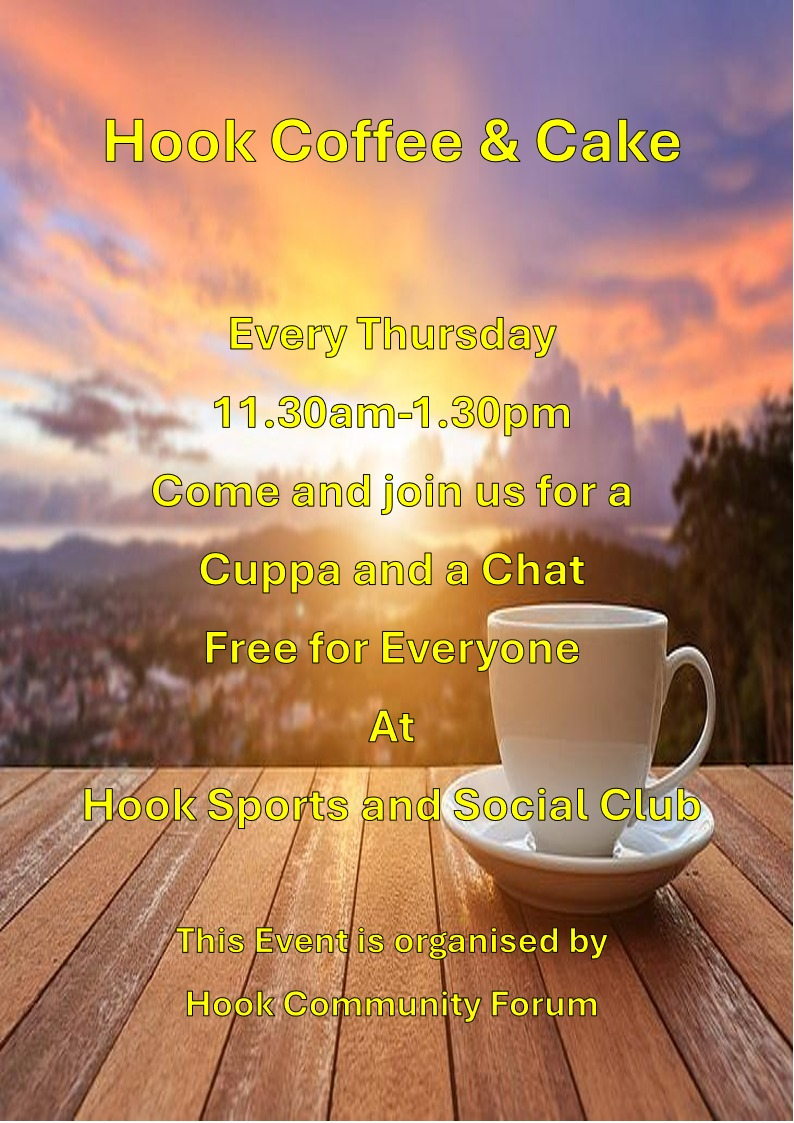 Hook Coffee & Cake
Every Thursday
11.30am-1.30pm
Come and join us for a
Cuppa and a Chat
Free for Everyone
At
Hook Sports and Social Club
This Event is organised by
Hook Community Forum